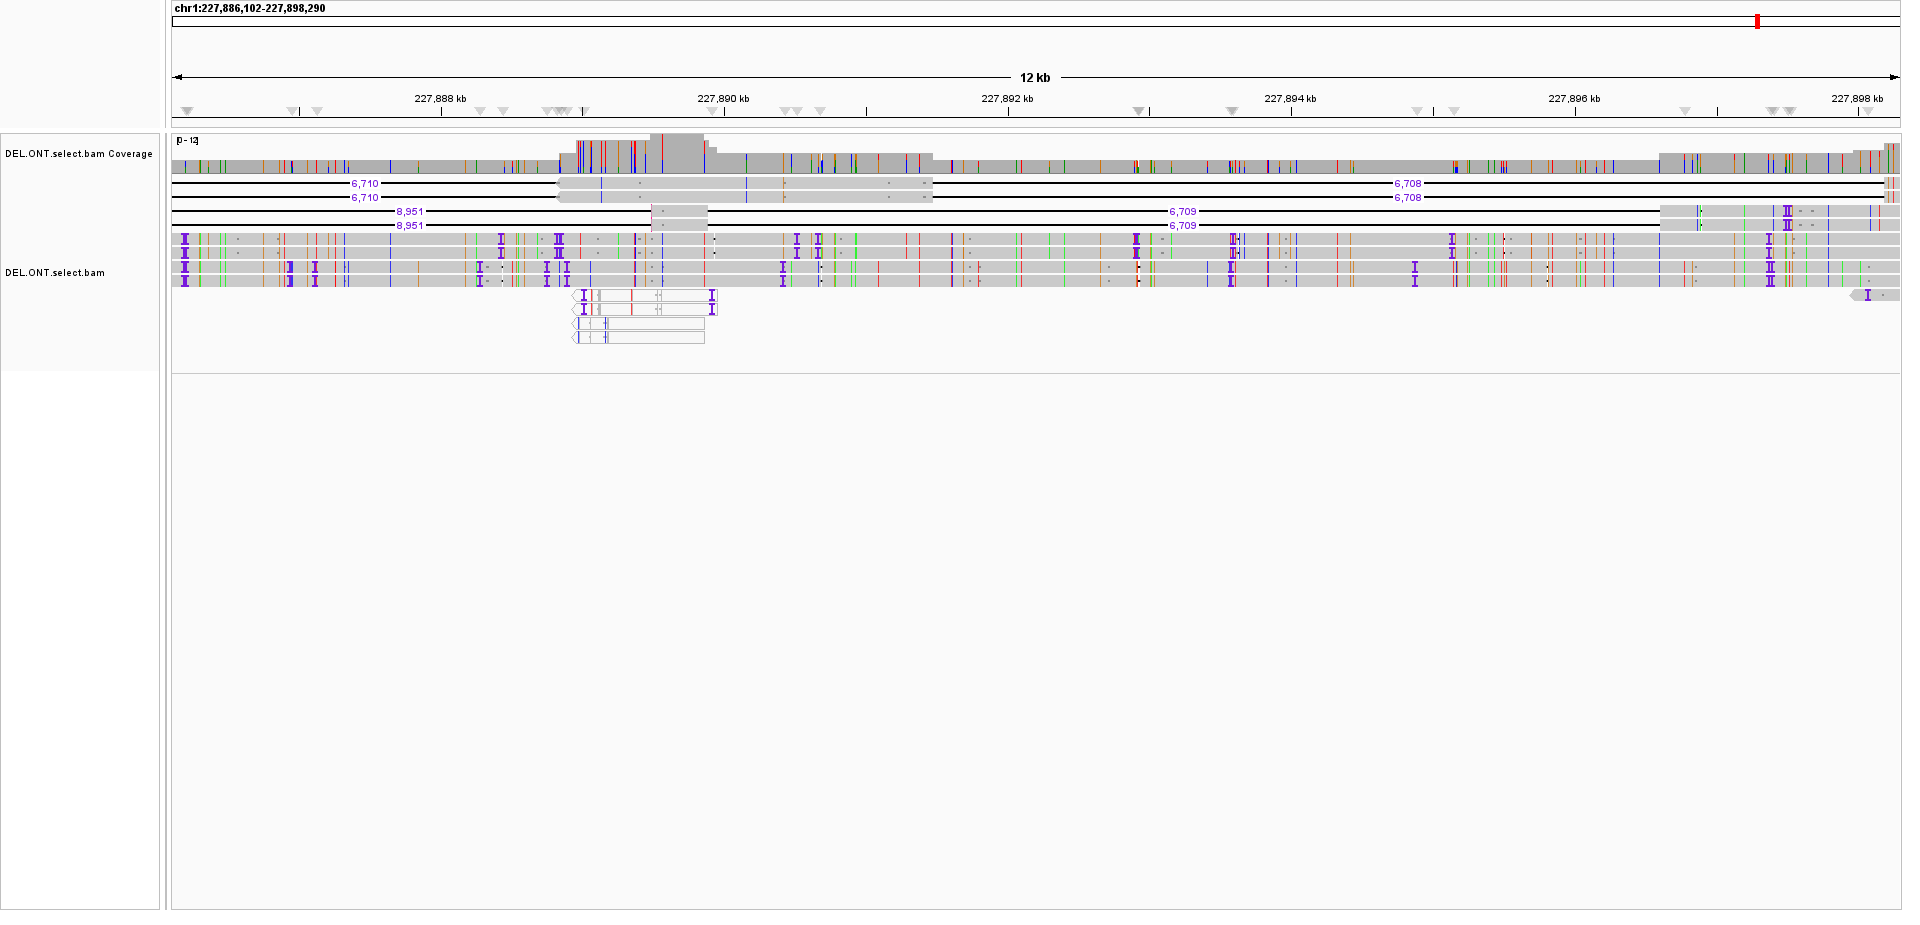 chr1:227,886,102-227,898,290
12 kb
227,888 kb 227,890 kb 227,892 kb 227,894 kb 227,896 kb 227,898 kb
DEL.ONT.select.bam Coverage
[0 - 12]
6,710 6,708
6,710 6,708
8,951 6,709
8,951 6,709
DEL.ONT.select.bam